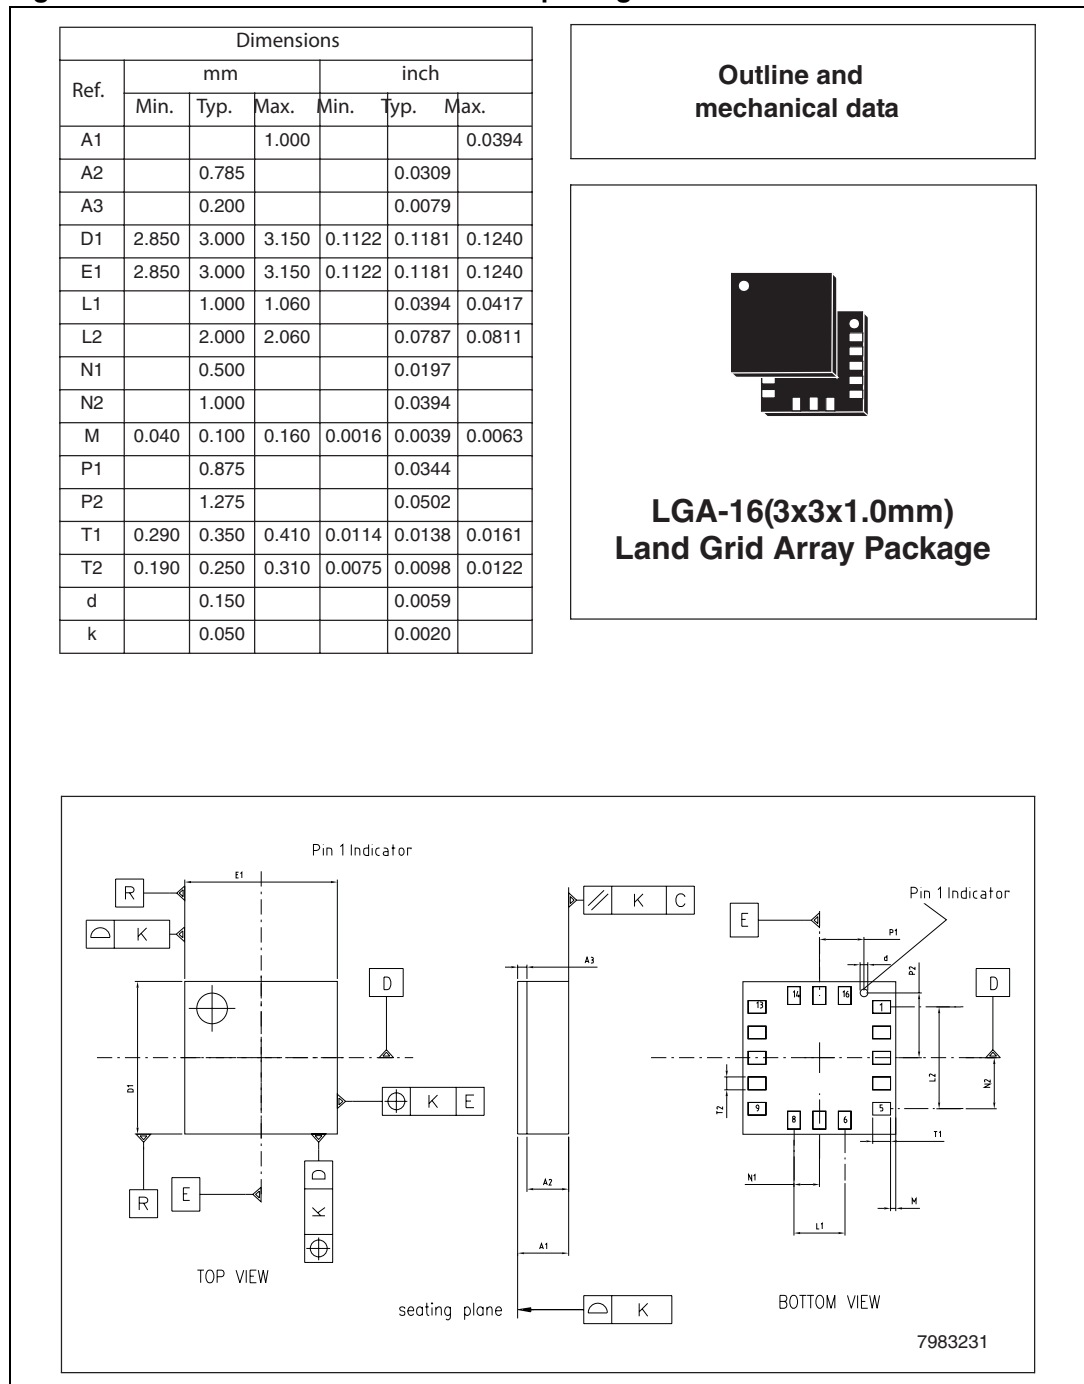 Dimensions
Ref. mm inch
Min. Typ. Max. Min. Typ. Max.
A1 1.000 0.0394
A2 0.785 0.0309
A3 0.200 0.0079
D1 2.850 3.000 3.150 0.1122 0.1181 0.1240
E1 2.850 3.000 3.150 0.1122 0.1181 0.1240
L1 1.000 1.060 0.0394 0.0417
L2 2.000 2.060 0.0787 0.0811
N1 0.500 0.0197
N2 1.000 0.0394
M 0.040 0.100 0.160 0.0016 0.0039 0.0063
P1 0.875 0.0344
P2 1.275 0.0502
T1 0.290 0.350 0.410 0.0114 0.0138 0.0161
T2 0.190 0.250 0.310 0.0075 0.0098 0.0122
d 0.150 0.0059
k 0.050 0.0020
Outline and
mechanical data
LGA-16(3x3x1.0mm)
Land Grid Array Package
Pin 1 Indicator
E1
R
K
D
D1
K E
R
E
K D
TOP VIEW
K C
A3
A2
A1
seating plane
K
Pin 1 Indicator
E
P1
d
P2
D
13 14 16 1
L2
N2
T2
9 8 6 5
T1
N1
M
L1
BOTTOM VIEW
7983231